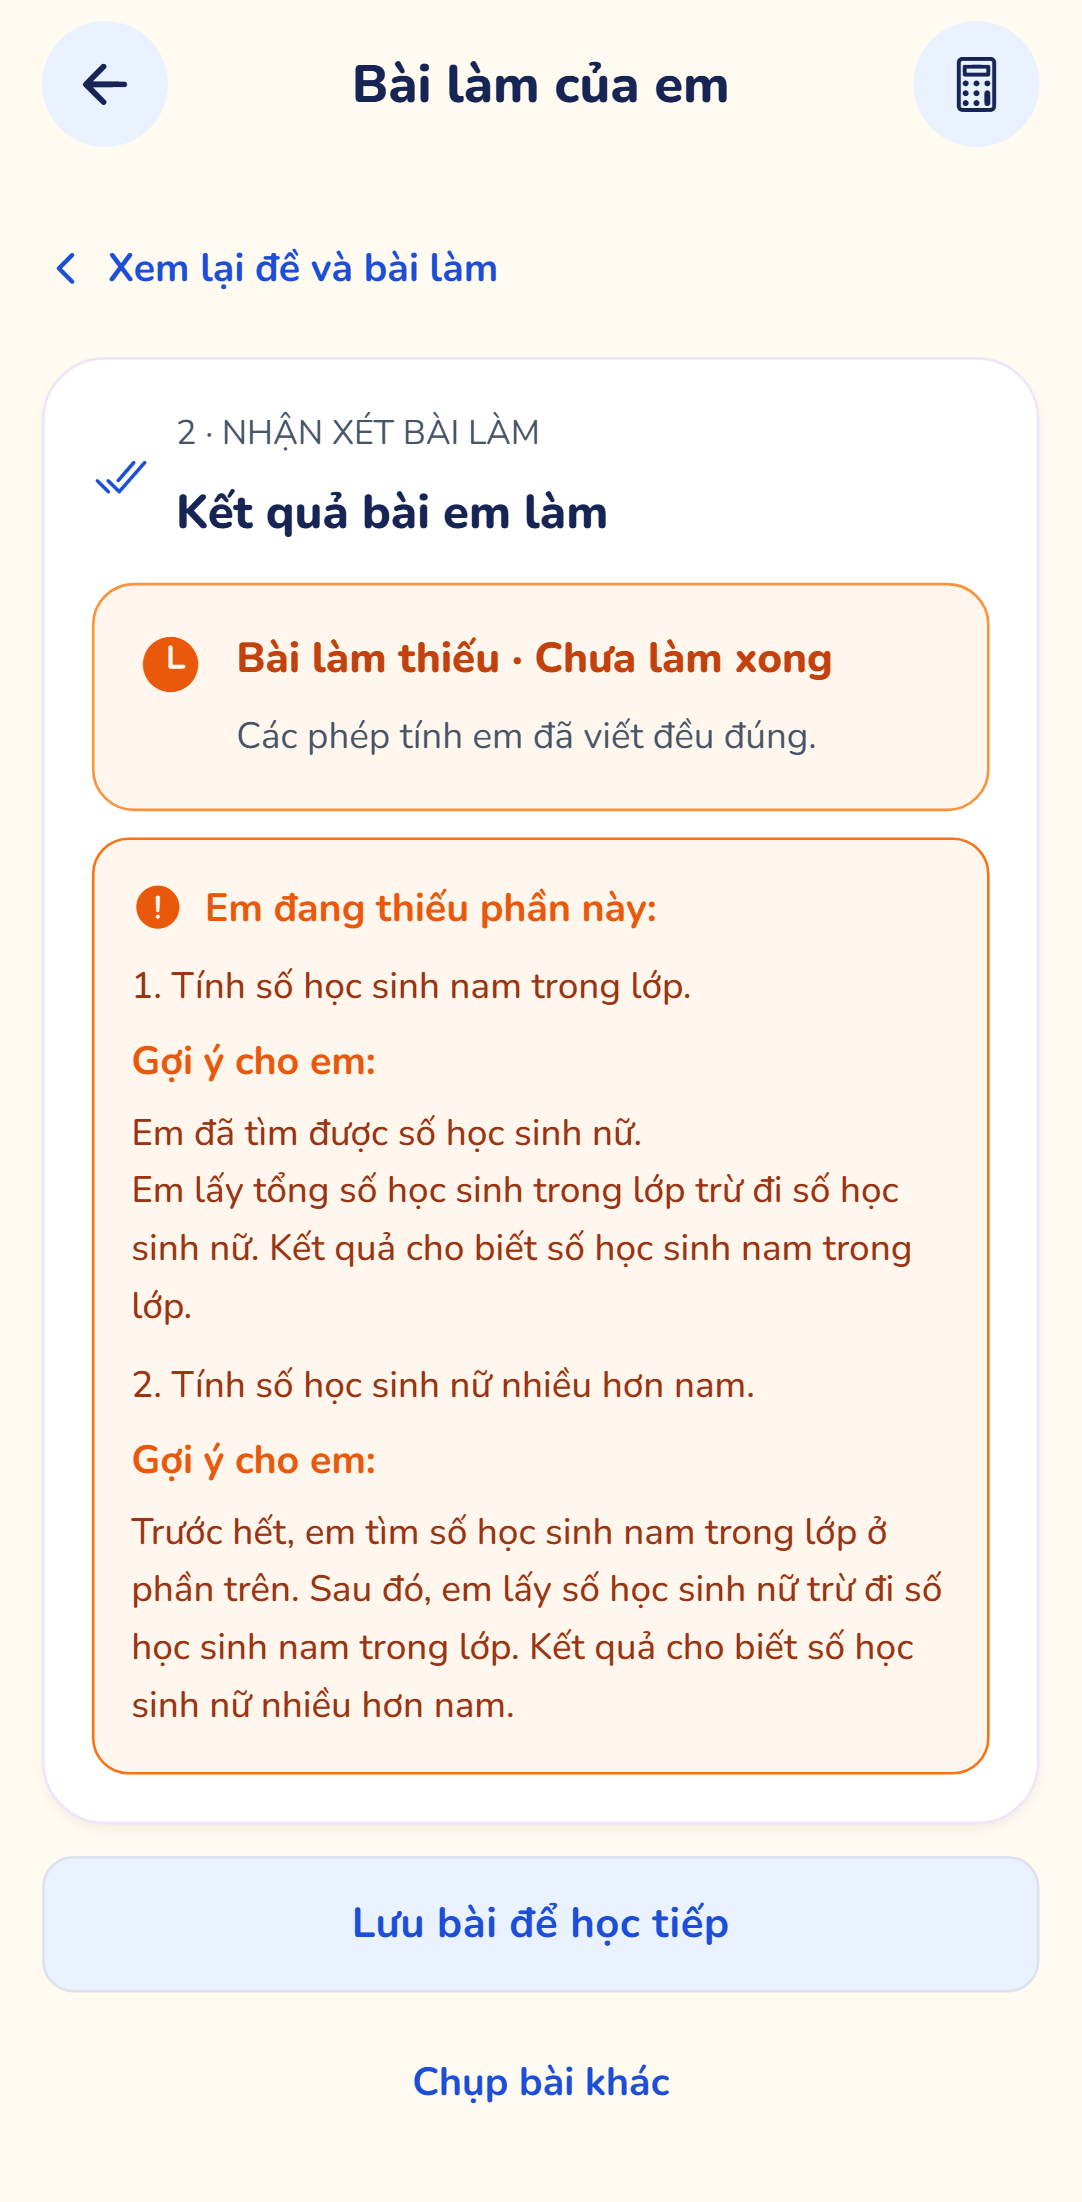 Bài làm của em
Xem lại đề và bài làm
2 · NHẬN XÉT BÀI LÀM
Kết quả bài em làm
Bài làm thiếu · Chưa làm xong
Các phép tính em đã viết đều đúng.
Em đang thiếu phần này:
1. Tính số học sinh nam trong lớp.
Gợi ý cho em:
Em đã tìm được số học sinh nữ.
Em lấy tổng số học sinh trong lớp trừ đi số học
sinh nữ. Kết quả cho biết số học sinh nam trong
lớp.
2. Tính số học sinh nữ nhiều hơn nam.
Gợi ý cho em:
Trước hết, em tìm số học sinh nam trong lớp ở
phần trên. Sau đó, em lấy số học sinh nữ trừ đi số
học sinh nam trong lớp. Kết quả cho biết số học
sinh nữ nhiều hơn nam.
Lưu bài để học tiếp
Chụp bài khác